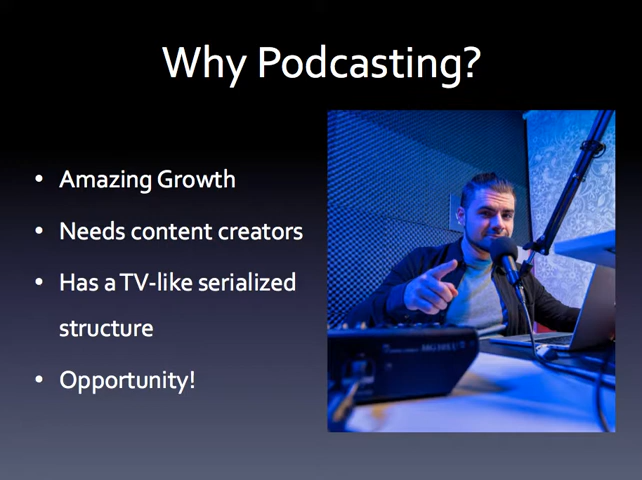 Why Podcasting?
• Amazing Growth
• Needs content creators
• Has a TV-like serialized
structure
• Opportunity!